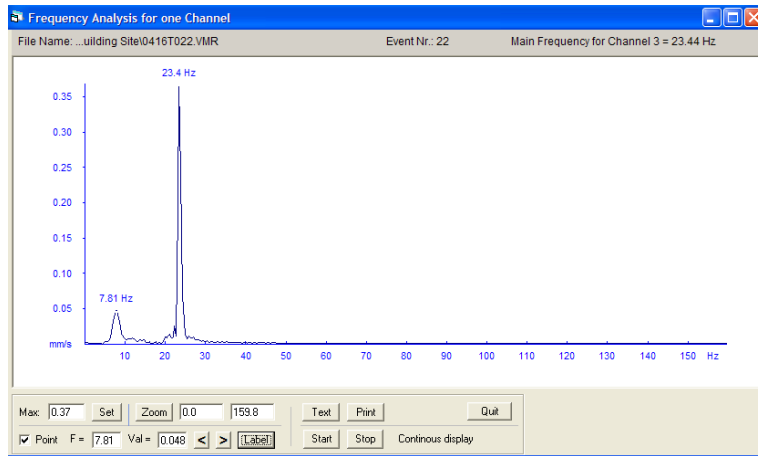 Frequency Analysis for one Channel
File Name: ...uilding Site\0416T022.VMR Event Nr.: 22 Main Frequency for Channel 3 = 23.44 Hz
23.4 Hz
0.35
0.30
0.25
0.20
0.15
0.10
7.81 Hz
0.05
mm/s
10 20 30 40 50 60 70 80 90 100 110 120 130 140 150 Hz
Max: 0.37 Set Zoom 0.0 159.8 Text Print Quit
Point F = 7.81 Val = 0.048 < > Label Start Stop Continous display